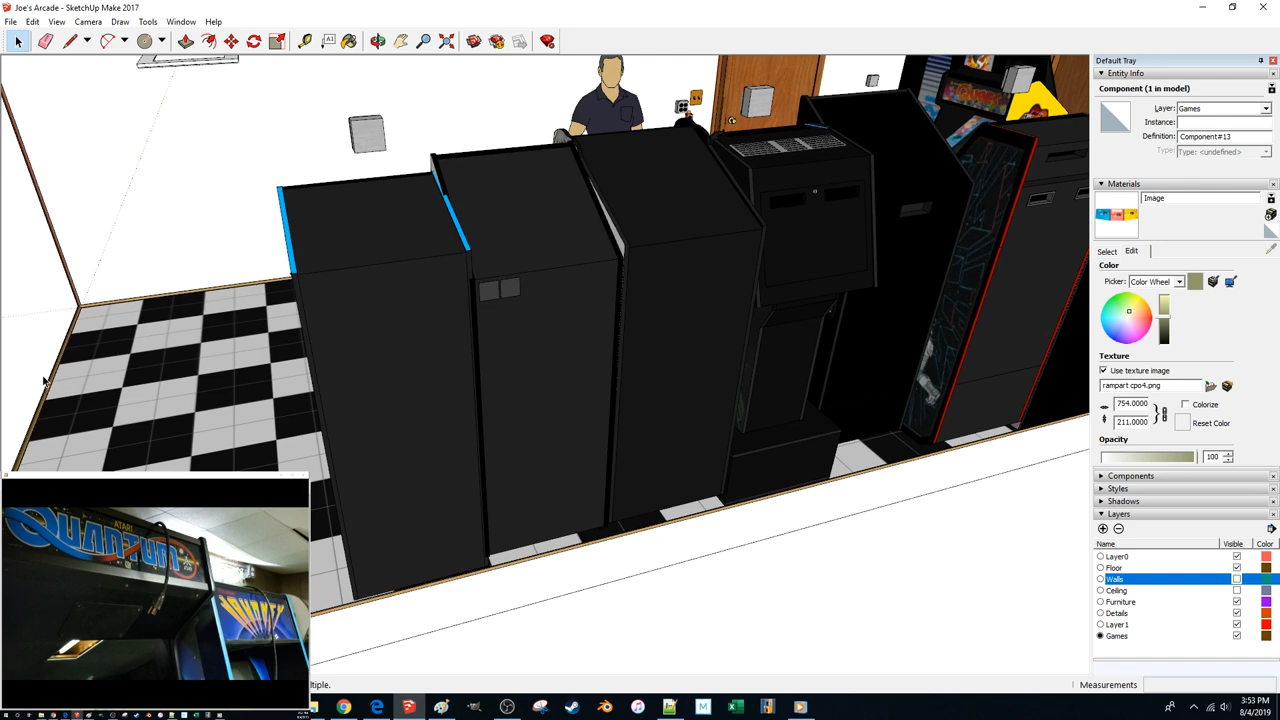 Joe's Arcade - SketchUp Make 2017
File Edit View Camera Draw Tools Window Help
Default Tray
Entity Info
Component (1 in model)
Layer: Games
Instance:
Definition: Component#13
Type: Type: <undefined>
Materials
Image
Select Edit
Color
Picker: Color Wheel
Texture
Use texture image
rampart cpo4.png
754.0000
Colorize
211.0000
Reset Color
Opacity
100
Components
Styles
Shadows
Layers
Name Visible Color
Layer0
Floor
Walls
Ceiling
Furniture
Details
Layer1
Games
ATARI
QUANTUM
GRAVITAR
ltiple.
Measurements
3:53 PM
8/4/2019